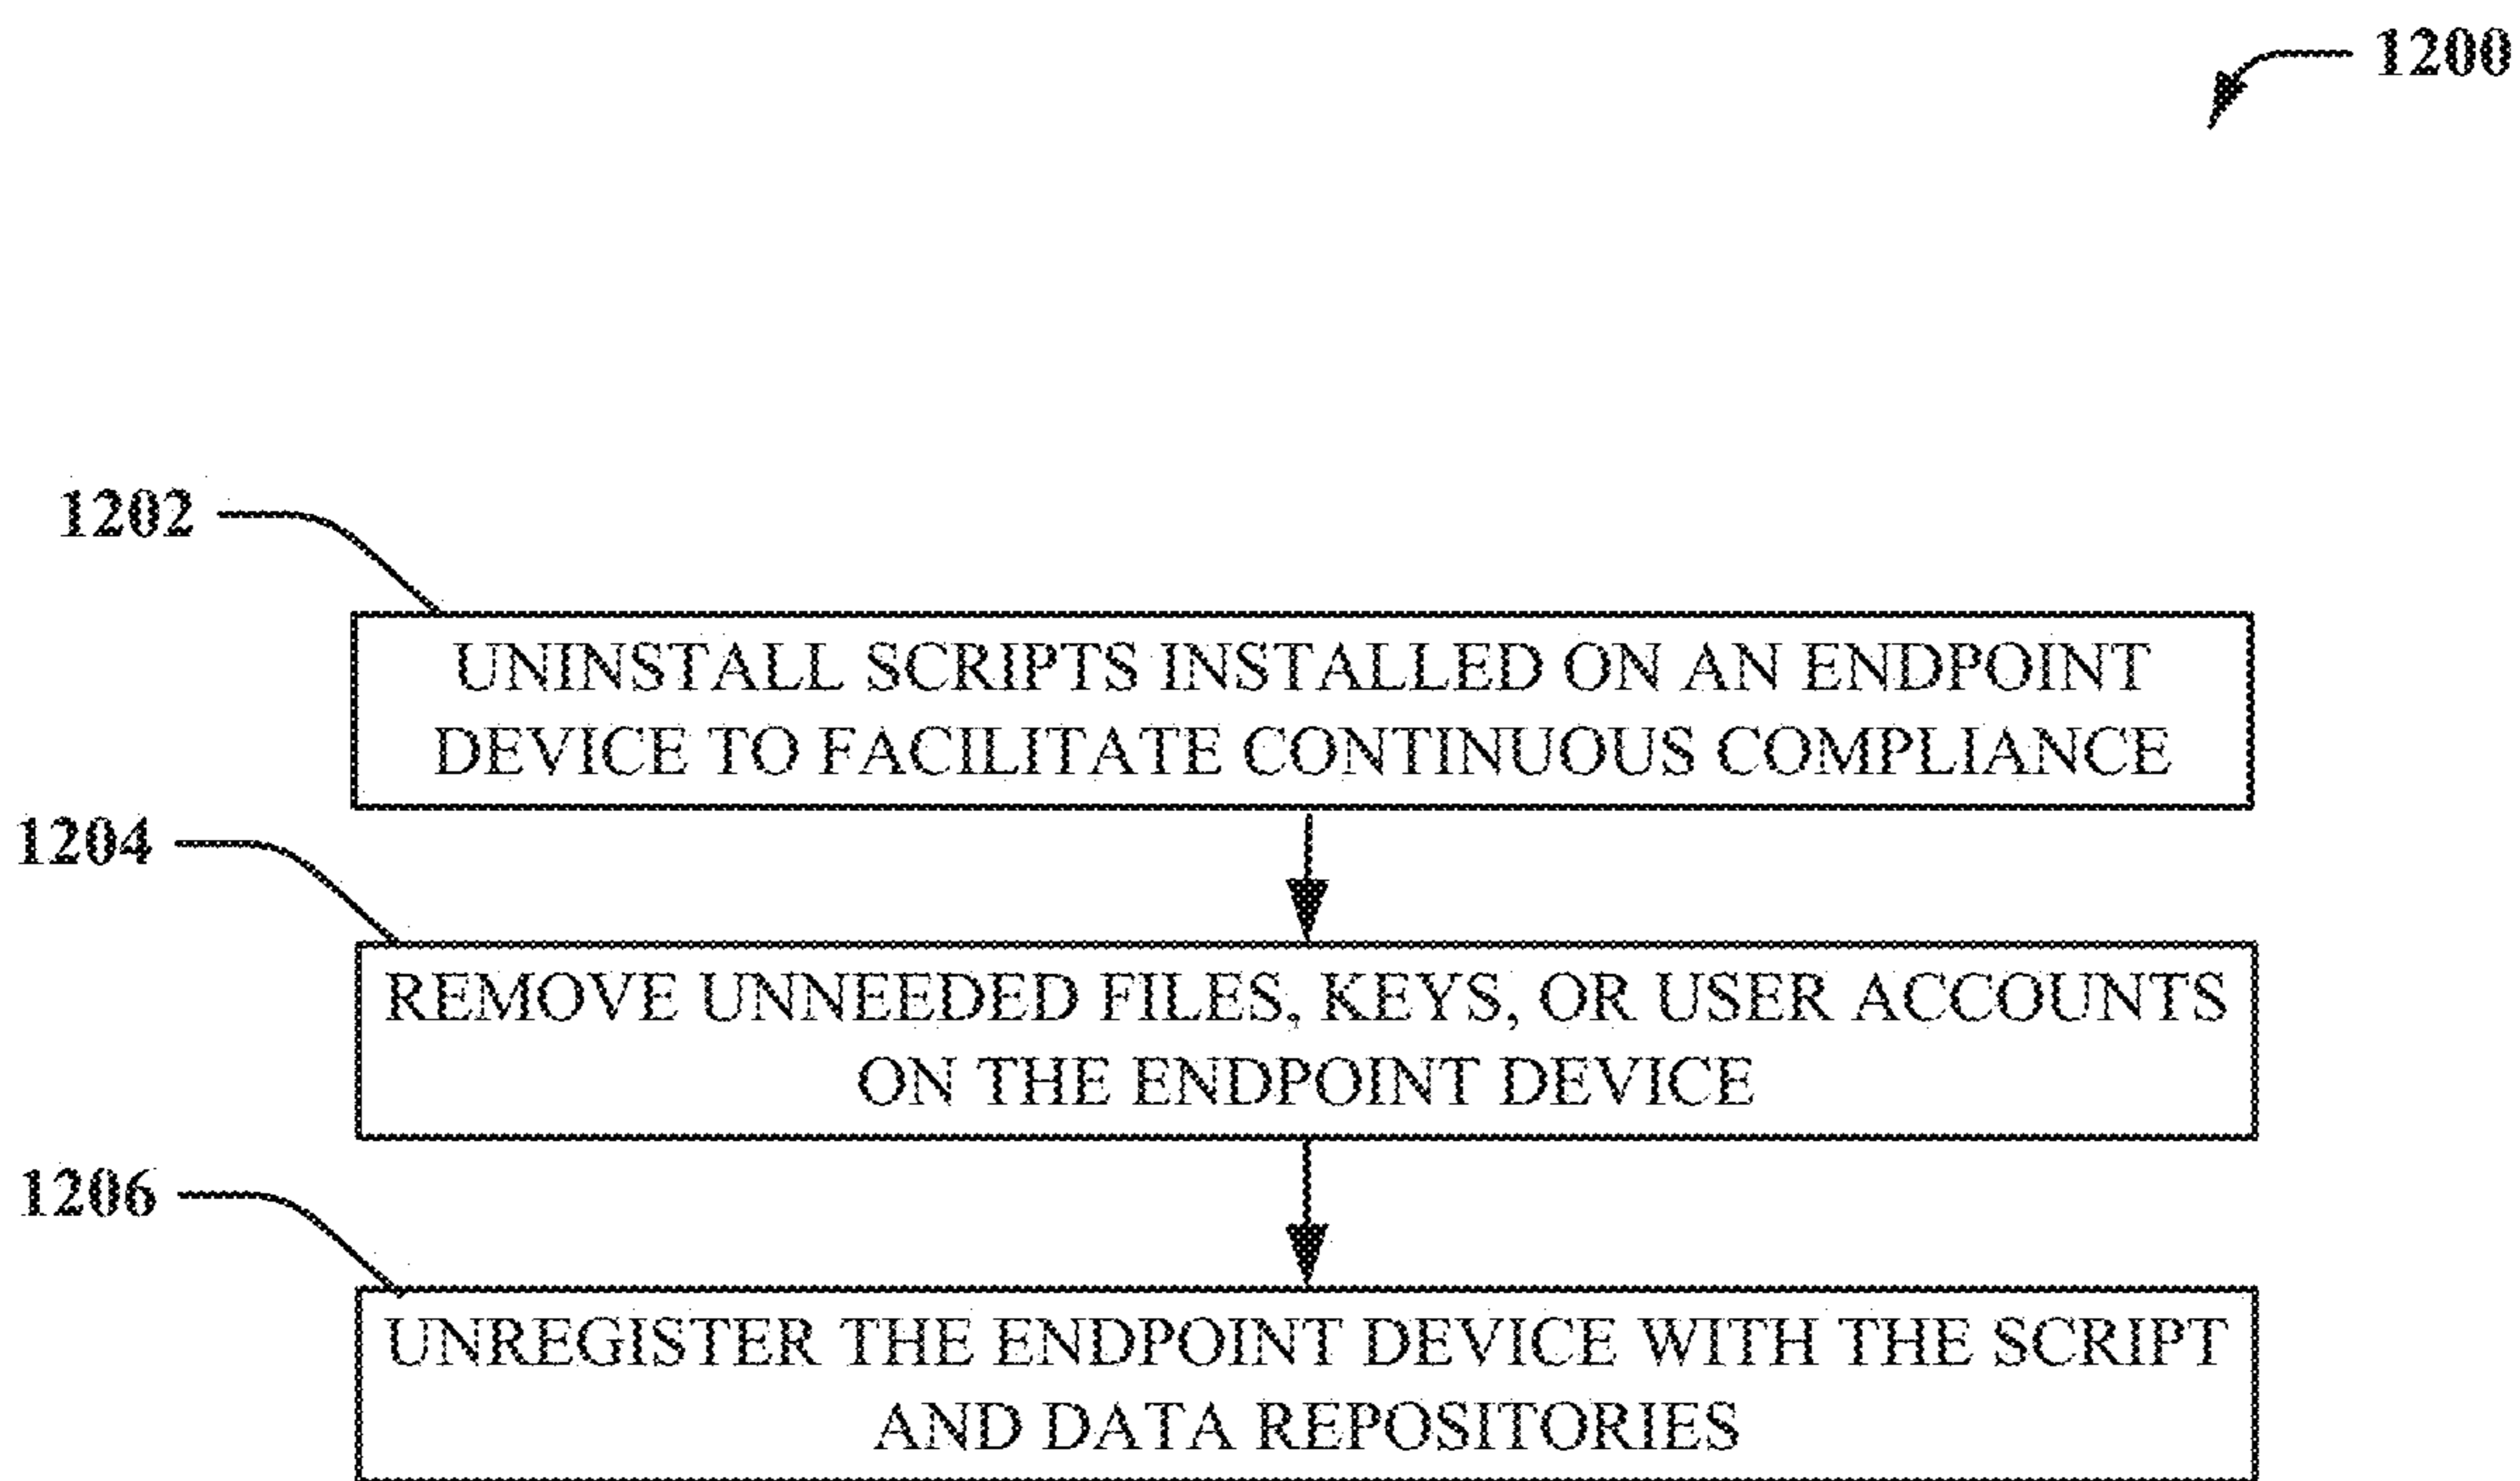 1200
1202
UNINSTALL SCRIPTS INSTALLED ON AN ENDPOINT
DEVICE TO FACILITATE CONTINUOUS COMPLIANCE
1204
REMOVE UNNEEDED FILES, KEYS, OR USER ACCOUNTS
ON THE ENDPOINT DEVICE
1206
UNREGISTER THE ENDPOINT DEVICE WITH THE SCRIPT
AND DATA REPOSITORIES